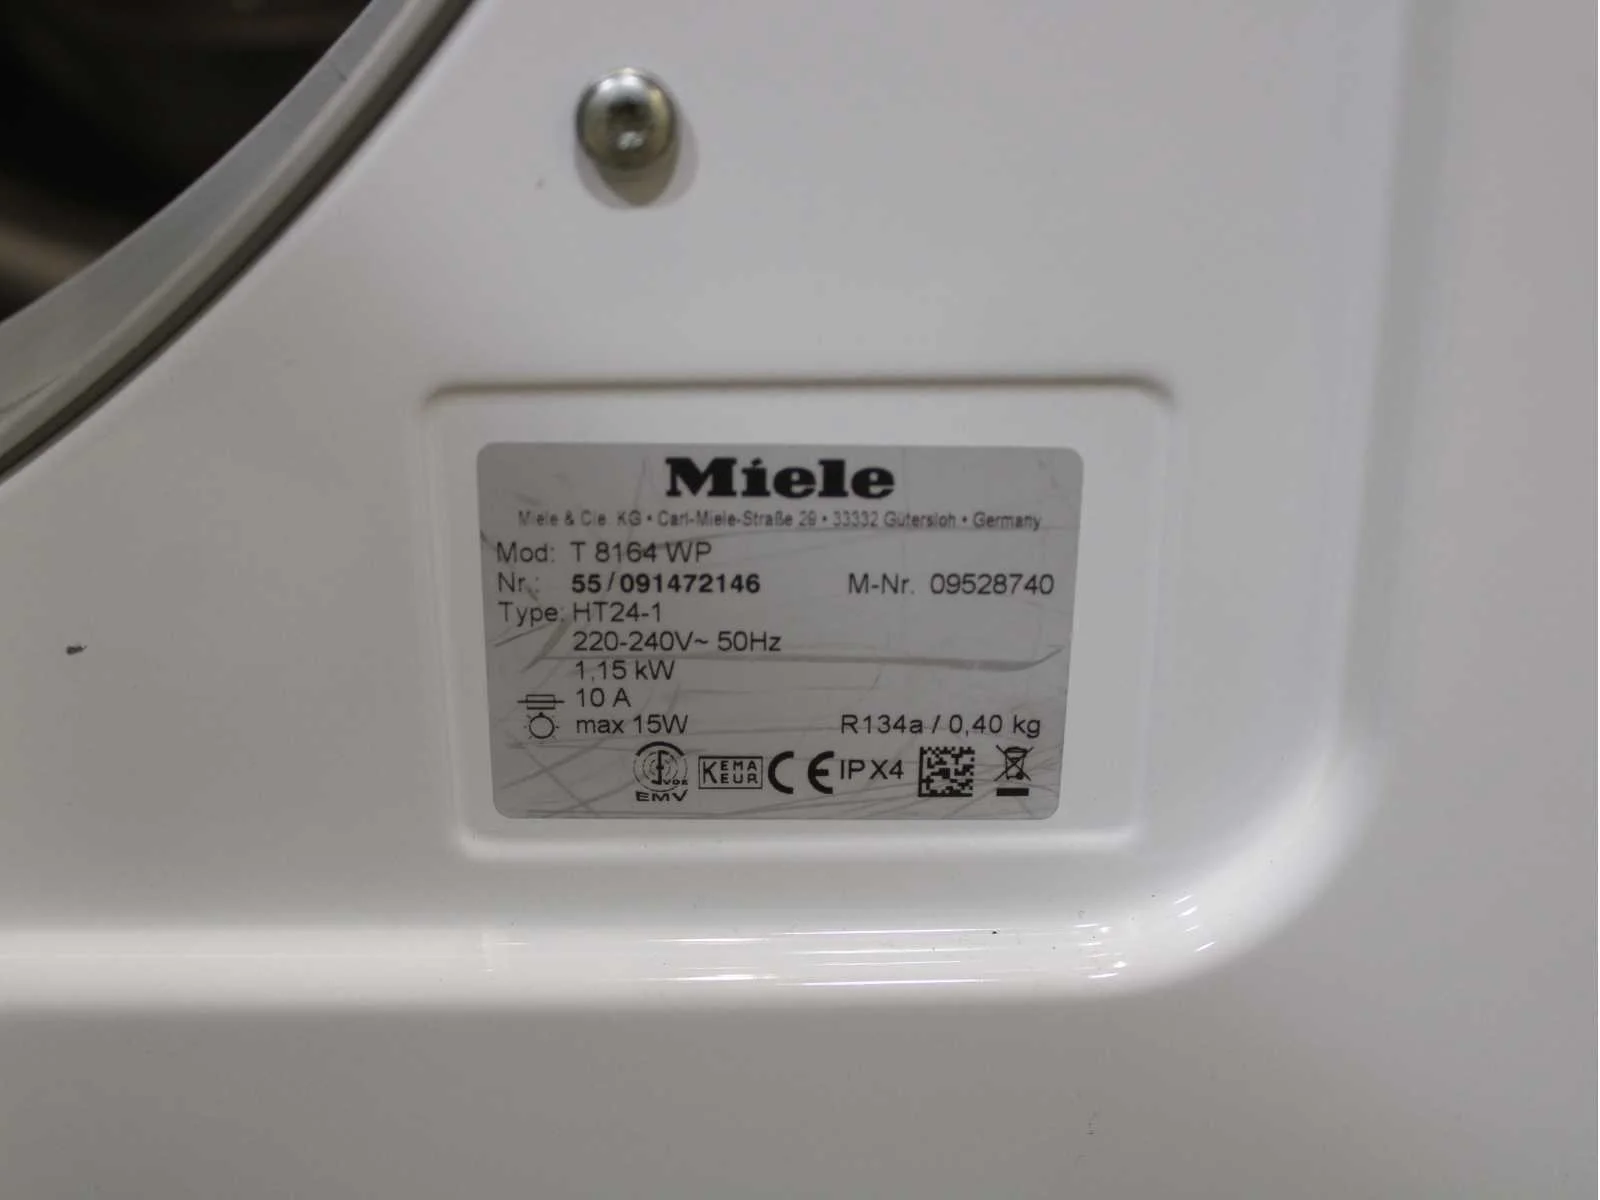 Miele
Miele & Cie. KG • Carl-Miele-Straße 29 • 33332 Gütersloh • Germany
Mod: T 8164 WP
Nr.: 55/091472146 M-Nr. 09528740
Type: HT24-1
220-240V~ 50Hz
1,15 kW
10 A
max 15W R134a / 0,40 kg
VDE EMV KEMA KEUR CE IPX4